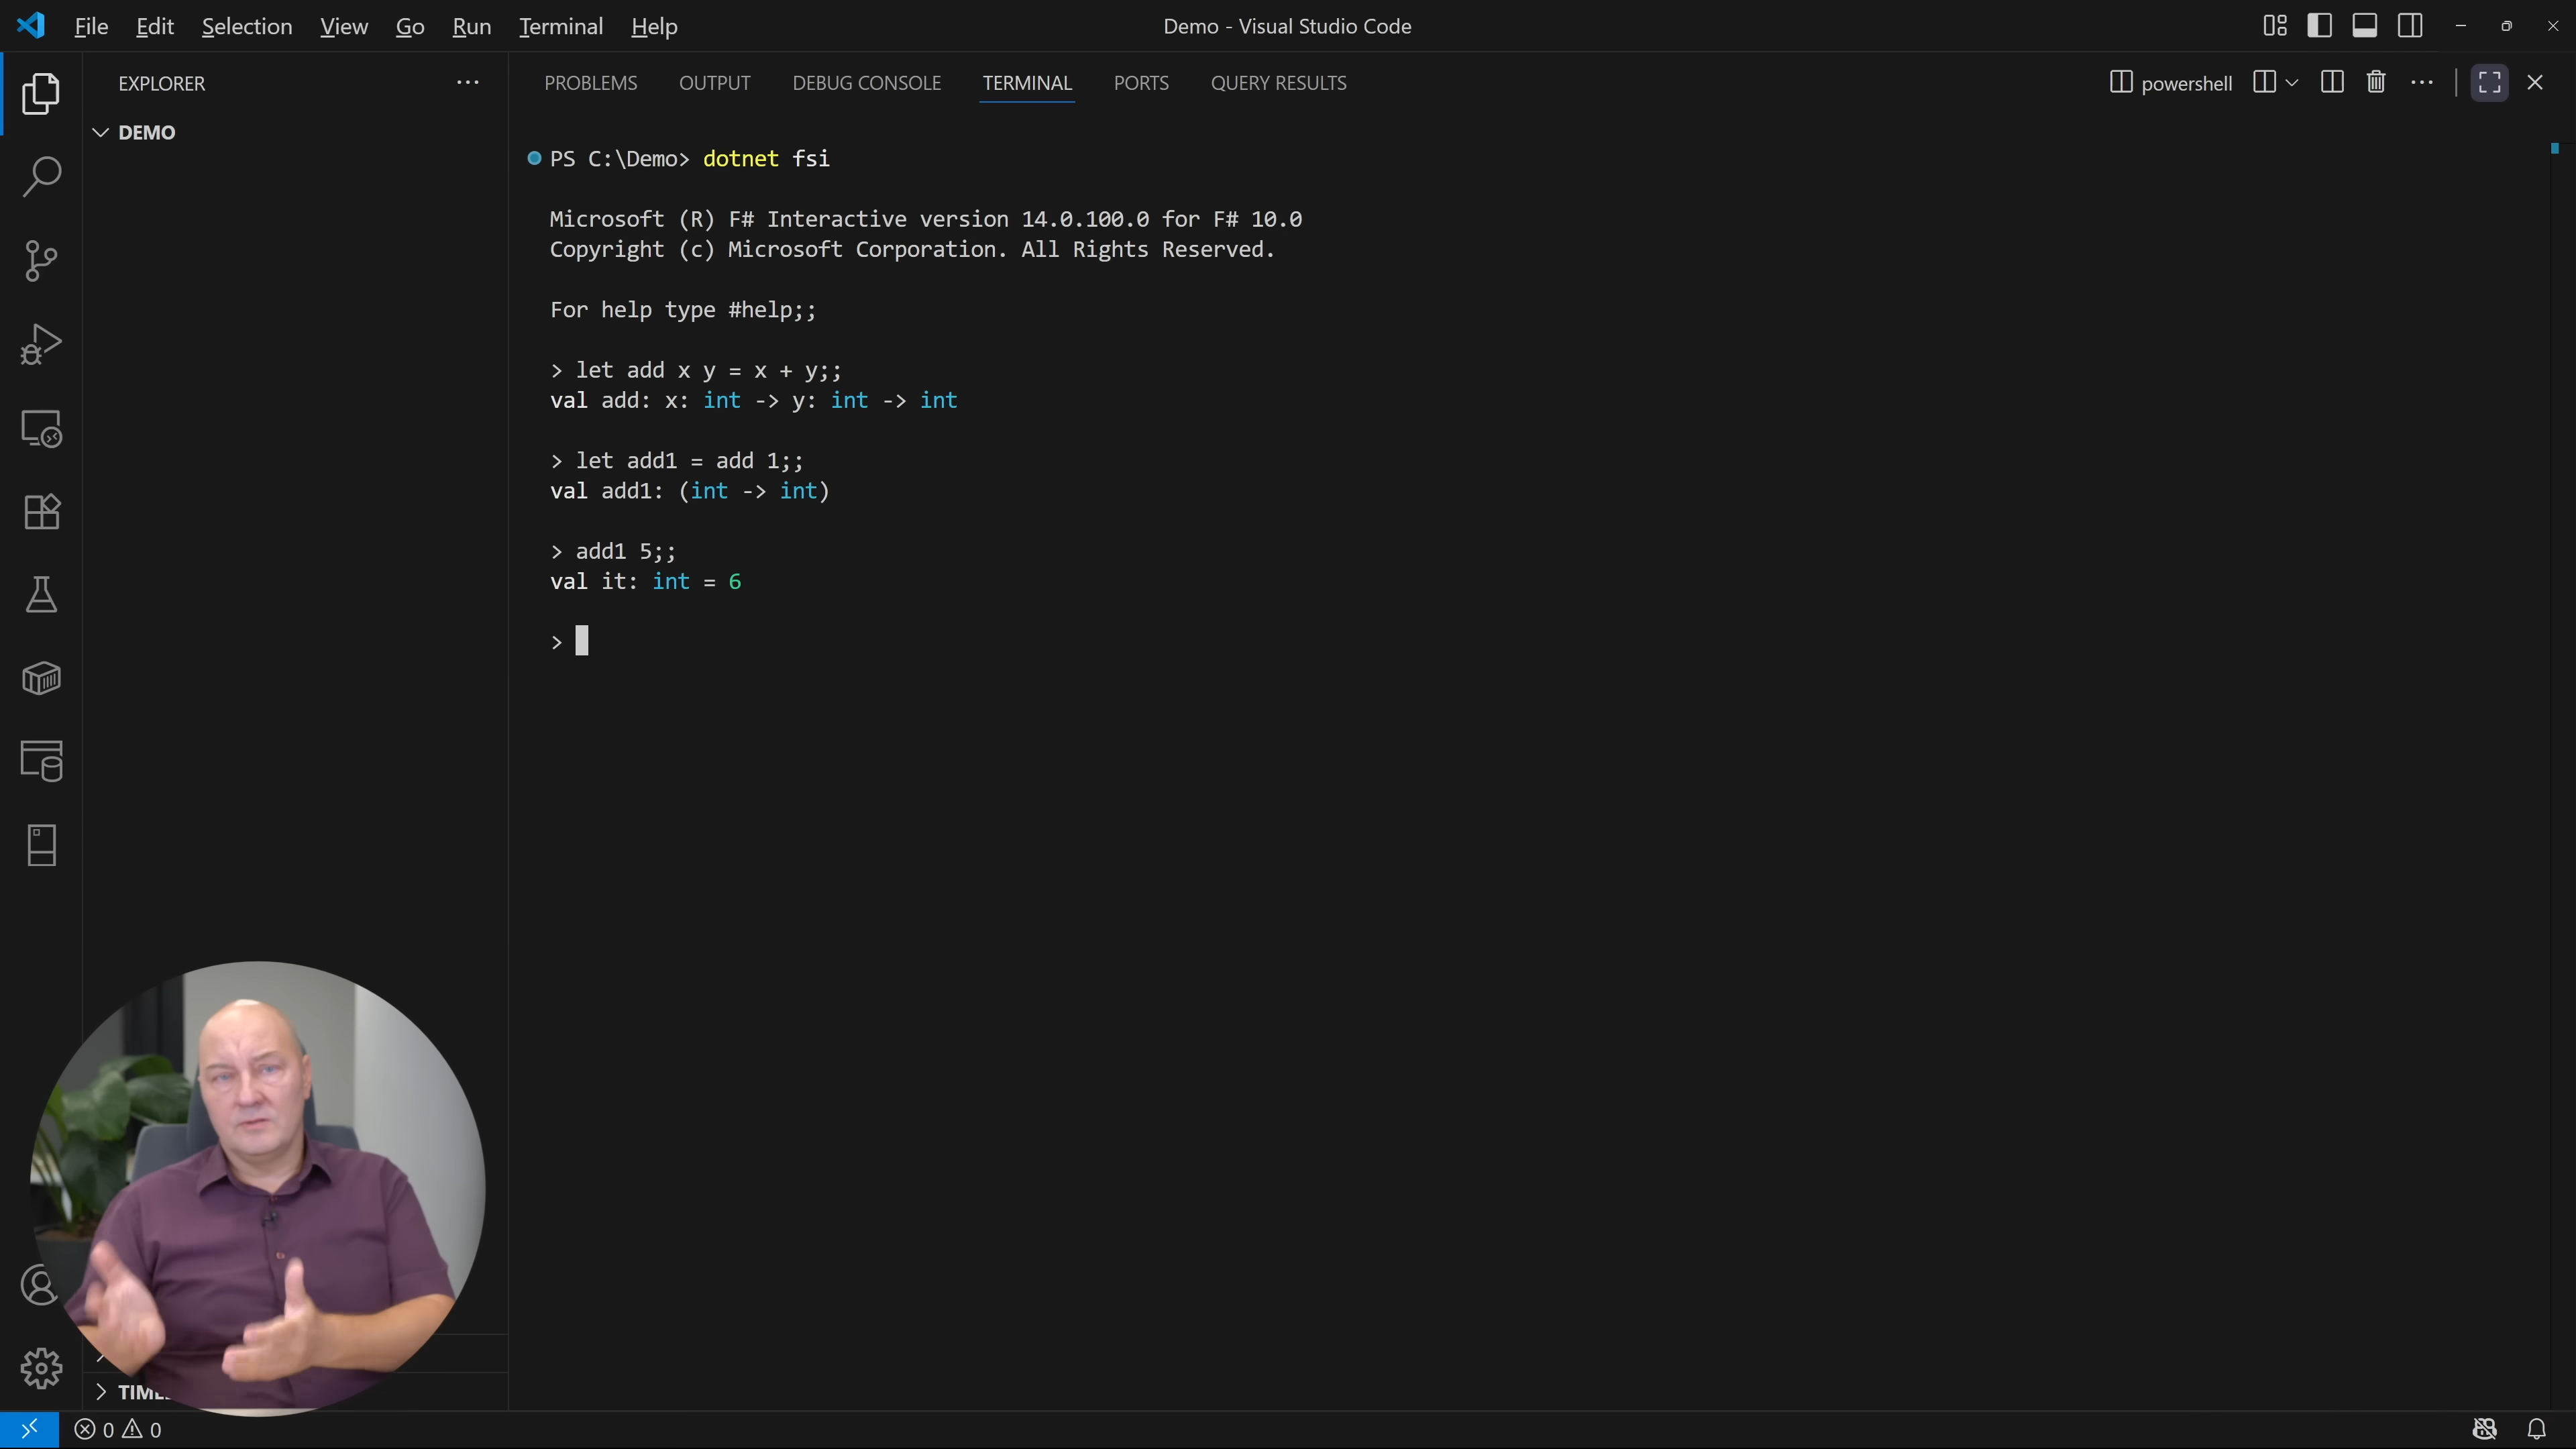 File Edit Selection View Go Run Terminal Help
Demo - Visual Studio Code
EXPLORER
DEMO
PROBLEMS OUTPUT DEBUG CONSOLE TERMINAL PORTS QUERY RESULTS
powershell
PS C:\Demo> dotnet fsi
Microsoft (R) F# Interactive version 14.0.100.0 for F# 10.0
Copyright (c) Microsoft Corporation. All Rights Reserved.
For help type #help;;
> let add x y = x + y;;
val add: x: int -> y: int -> int
> let add1 = add 1;;
val add1: (int -> int)
> add1 5;;
val it: int = 6
>
0 0